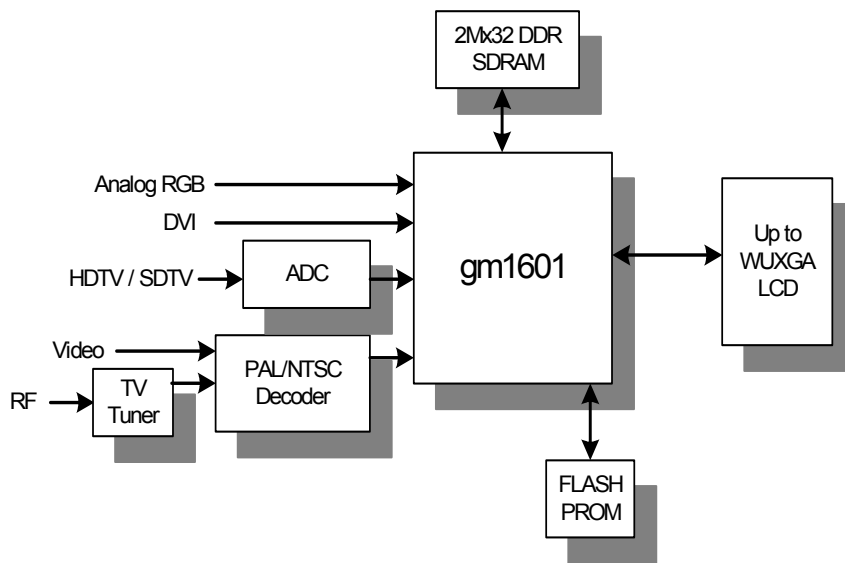 2Mx32 DDR
SDRAM
Analog RGB
DVI
HDTV / SDTV
ADC
gm1601
Up to
WUXGA
LCD
Video
PAL/NTSC
Decoder
RF
TV
Tuner
FLASH
PROM